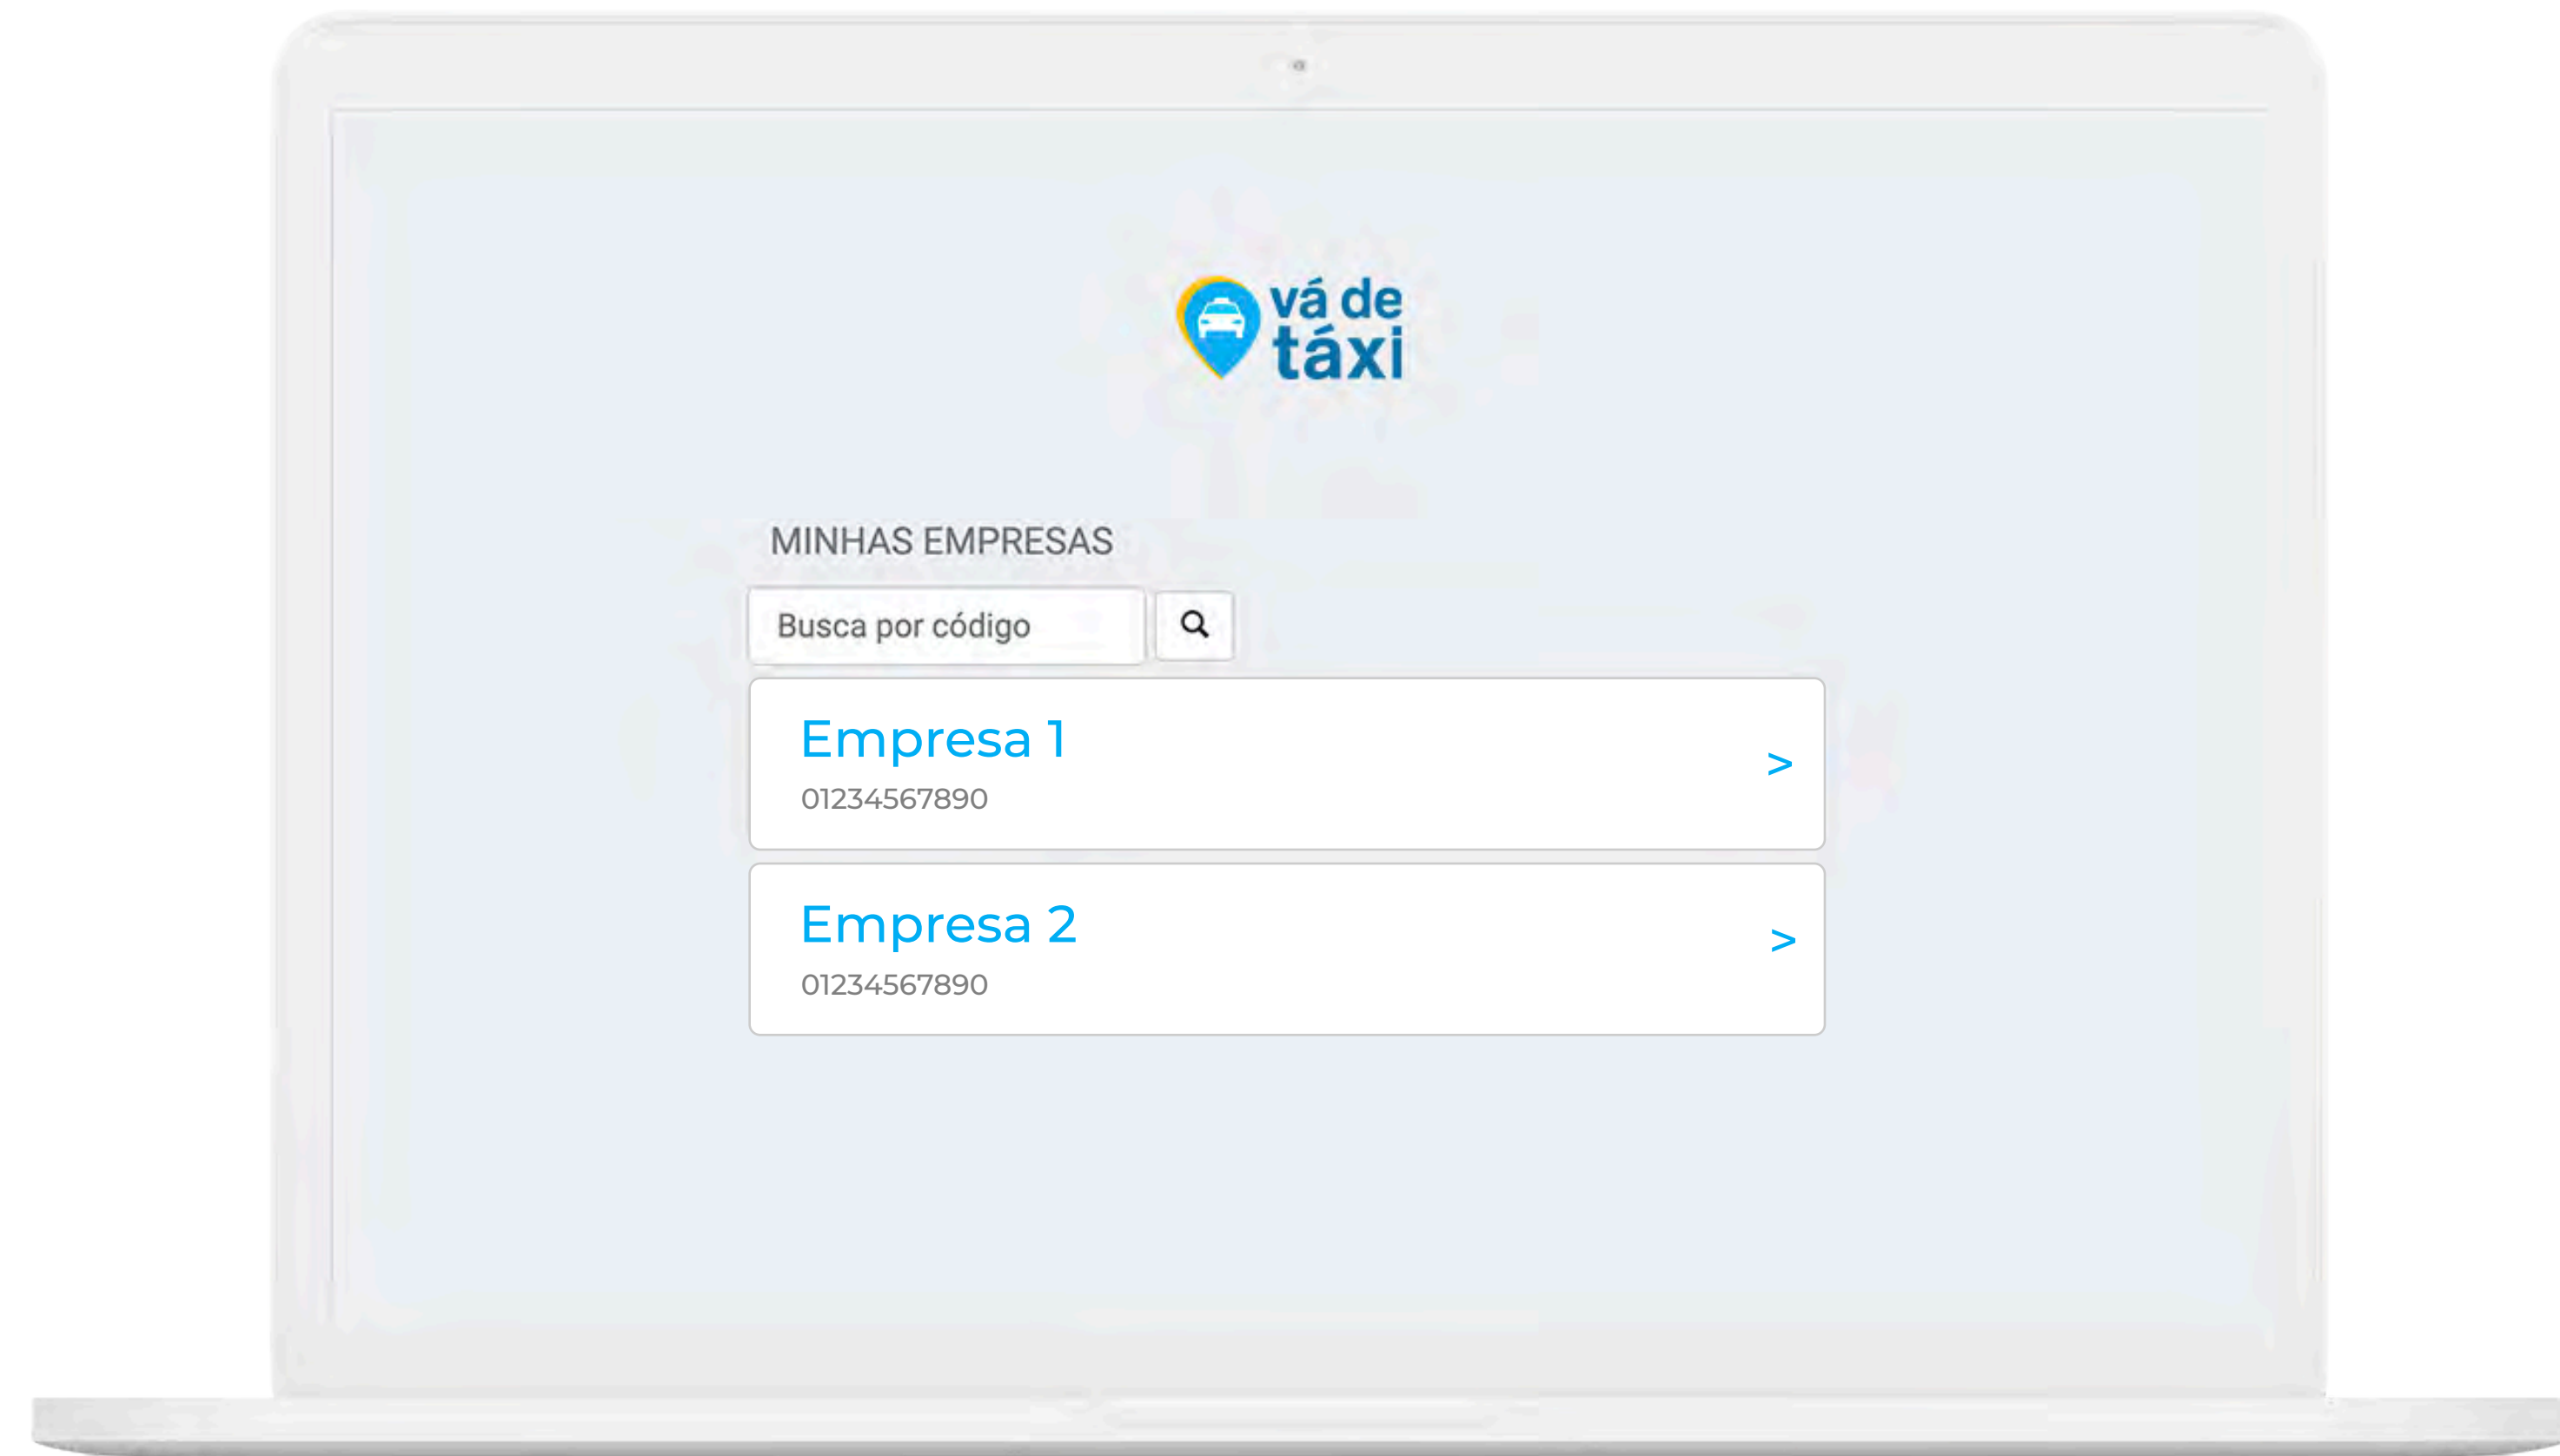 vá de
táxi
MINHAS EMPRESAS
Busca por código
Empresa 1
>
01234567890
Empresa 2
>
01234567890